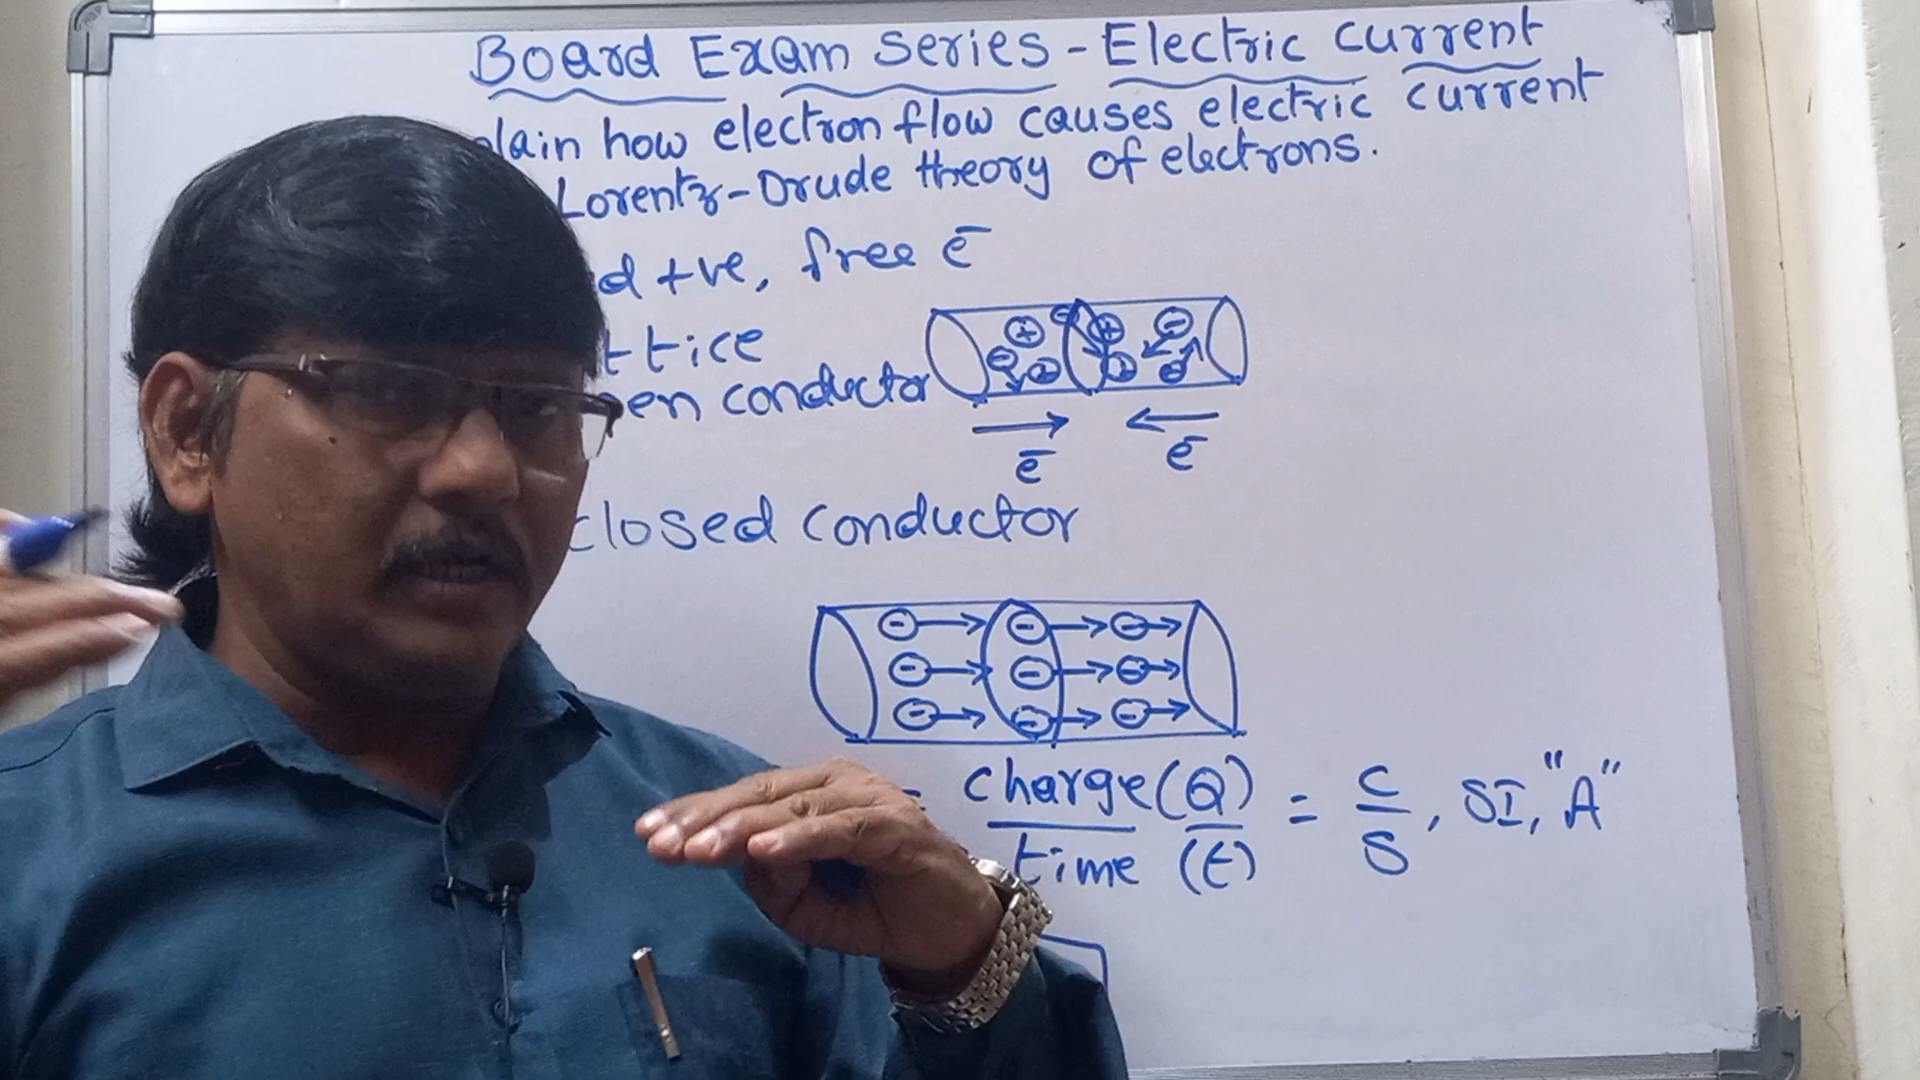 Board Exam series - Electric current
plain how electron flow causes electric current
Lorentz-Drude theory of electrons.
d +ve, free e̅
ttice
en conductor
e̅ e̅
closed conductor
= charge (Q) / time (t) = C / S, SI, "A"